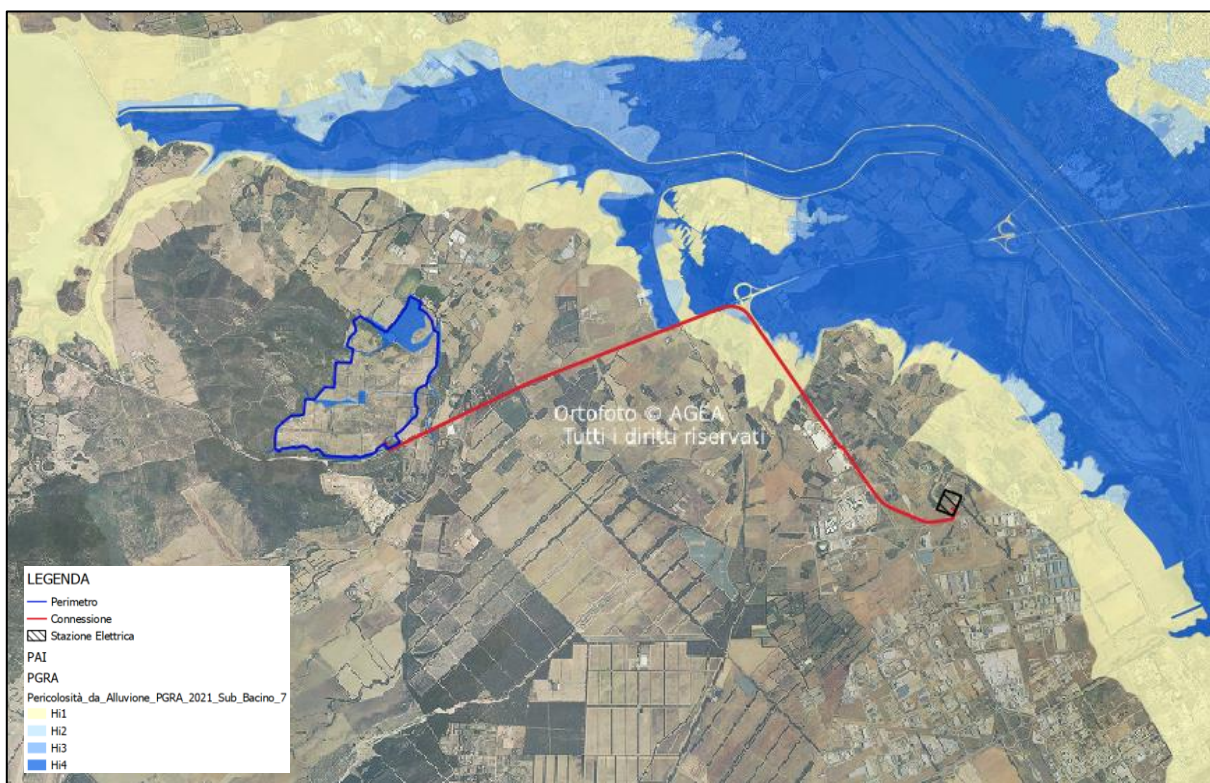 Ortofoto © AGEA
Tutti i diritti riservati
LEGENDA
Perimetro
Connessione
Stazione Elettrica
PAI
PGRA
Pericolosità_da_Alluvione_PGRA_2021_Sub_Bacino_7
Hi1
Hi2
Hi3
Hi4